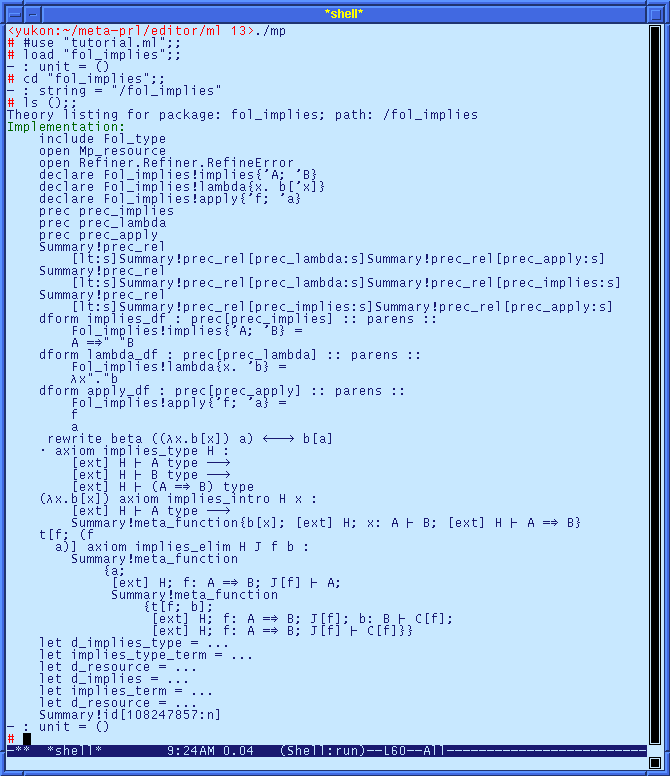 *shell*
<yukon:~/meta-prl/editor/ml 13>./mp
# #use "tutorial.ml";;
# load "fol_implies";;
- : unit = ()
# cd "fol_implies";;
- : string = "/fol_implies"
# ls ();;
Theory listing for package: fol_implies; path: /fol_implies
Implementation:
    include Fol_type
    open Mp_resource
    open Refiner.Refiner.RefineError
    declare Fol_implies!implies{'A; 'B}
    declare Fol_implies!lambda{x. b['x]}
    declare Fol_implies!apply{'f; 'a}
    prec prec_implies
    prec prec_lambda
    prec prec_apply
    Summary!prec_rel
        [lt:s]Summary!prec_rel[prec_lambda:s]Summary!prec_rel[prec_apply:s]
    Summary!prec_rel
        [lt:s]Summary!prec_rel[prec_lambda:s]Summary!prec_rel[prec_implies:s]
    Summary!prec_rel
        [lt:s]Summary!prec_rel[prec_implies:s]Summary!prec_rel[prec_apply:s]
    dform implies_df : prec[prec_implies] :: parens ::
        Fol_implies!implies{'A; 'B} =
        A ⇒" "B
    dform lambda_df : prec[prec_lambda] :: parens ::
        Fol_implies!lambda{x. 'b} =
        λx"."b
    dform apply_df : prec[prec_apply] :: parens ::
        Fol_implies!apply{'f; 'a} =
        f
        a
     rewrite beta ((λx.b[x]) a) ⟷ b[a]
    · axiom implies_type H :
        [ext] H ⊢ A type ⟶
        [ext] H ⊢ B type ⟶
        [ext] H ⊢ (A ⇒ B) type
    (λx.b[x]) axiom implies_intro H x :
        [ext] H ⊢ A type ⟶
        Summary!meta_function{b[x]; [ext] H; x: A ⊢ B; [ext] H ⊢ A ⇒ B}
    t[f; (f
      a)] axiom implies_elim H J f b :
        Summary!meta_function
            {a;
             [ext] H; f: A ⇒ B; J[f] ⊢ A;
             Summary!meta_function
                 {t[f; b];
                  [ext] H; f: A ⇒ B; J[f]; b: B ⊢ C[f];
                  [ext] H; f: A ⇒ B; J[f] ⊢ C[f]}}
    let d_implies_type = ...
    let implies_type_term = ...
    let d_resource = ...
    let d_implies = ...
    let implies_term = ...
    let d_resource = ...
    Summary!id[108247857:n]
- : unit = ()
#
-**  *shell*        9:24AM 0.04   (Shell:run)--L60--All--------------------------